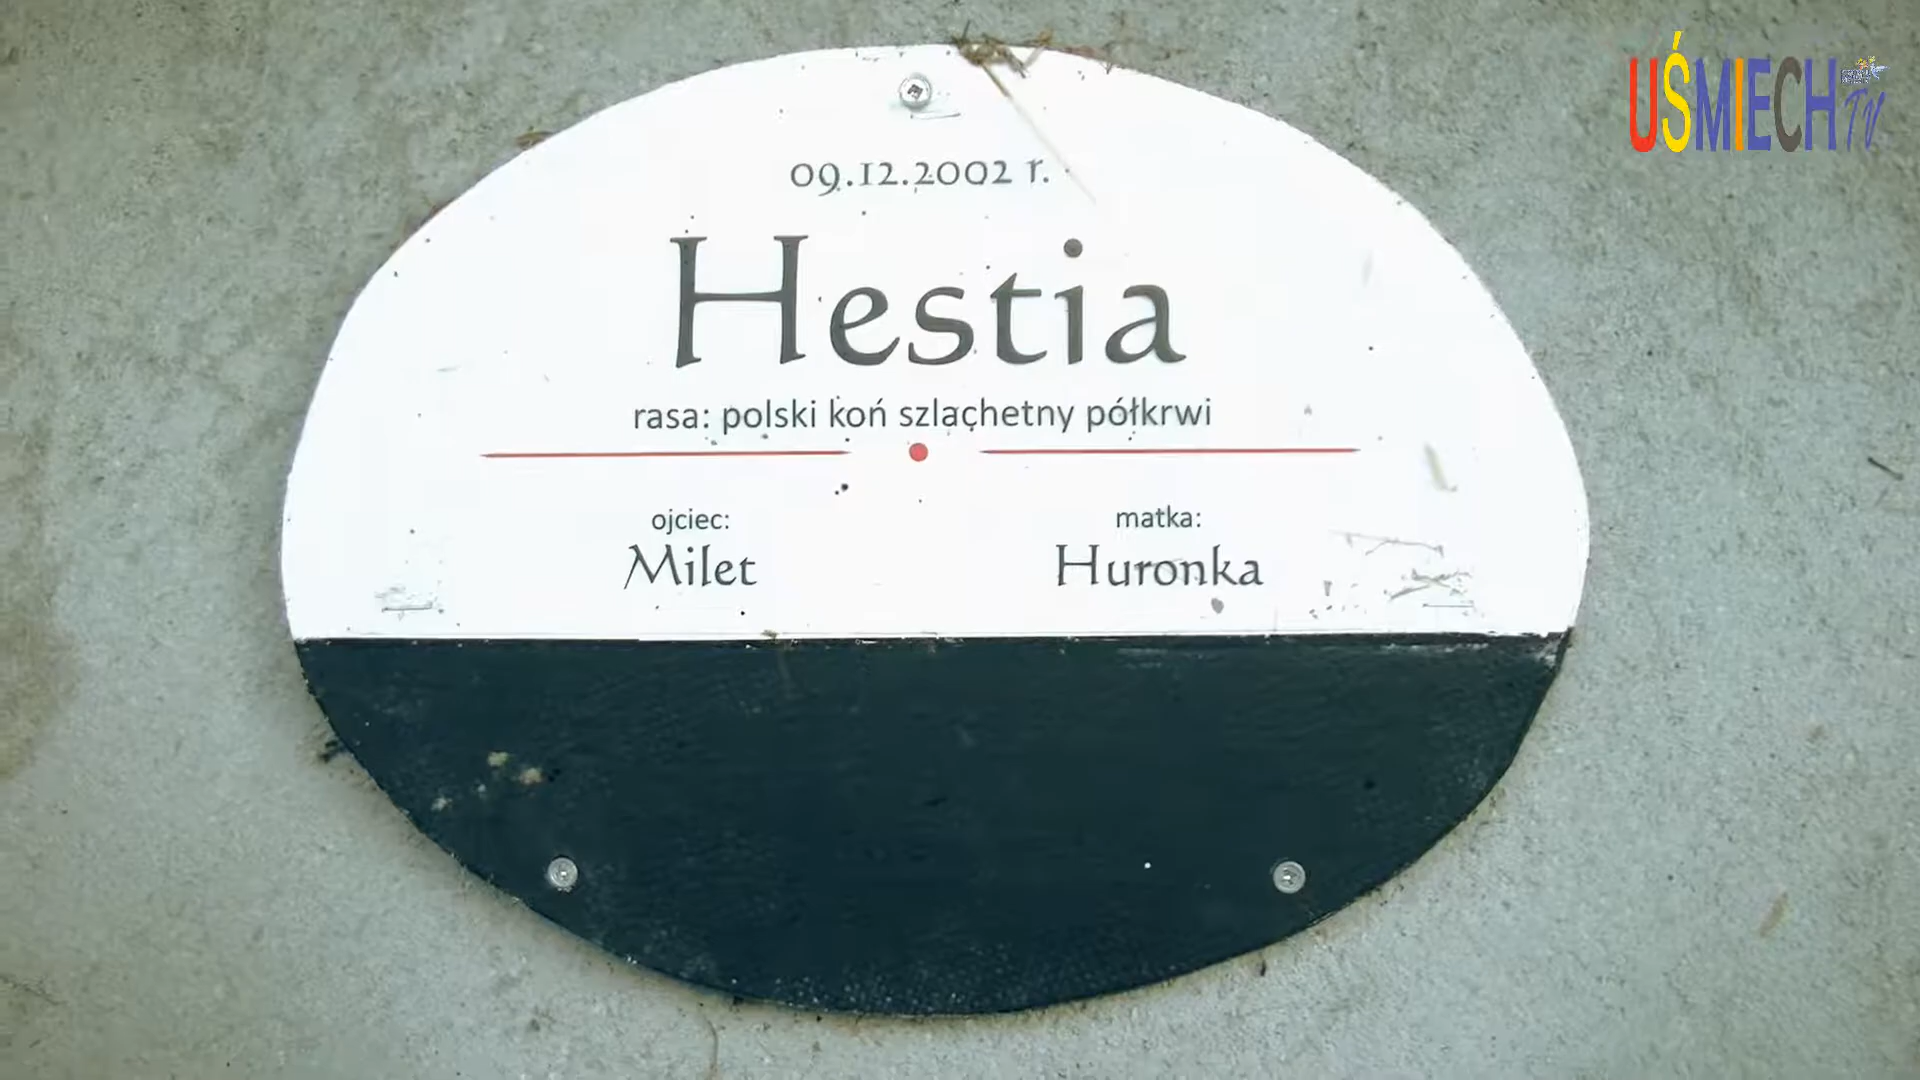 UŚMIECH TV
09.12.2002 r.
Hestia
rasa: polski koń szlachetny półkrwi
ojciec:
Milet
matka:
Huronka